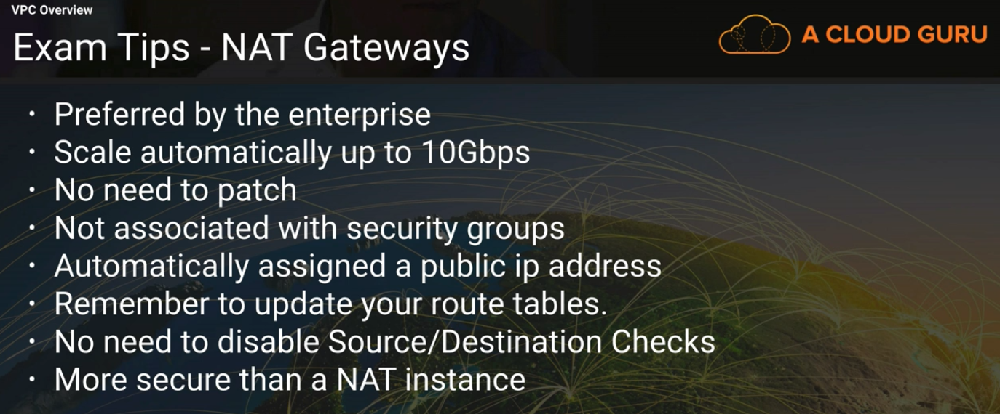 VPC Overview
Exam Tips - NAT Gateways
A CLOUD GURU
• Preferred by the enterprise
• Scale automatically up to 10Gbps
• No need to patch
• Not associated with security groups
• Automatically assigned a public ip address
• Remember to update your route tables.
• No need to disable Source/Destination Checks
• More secure than a NAT instance